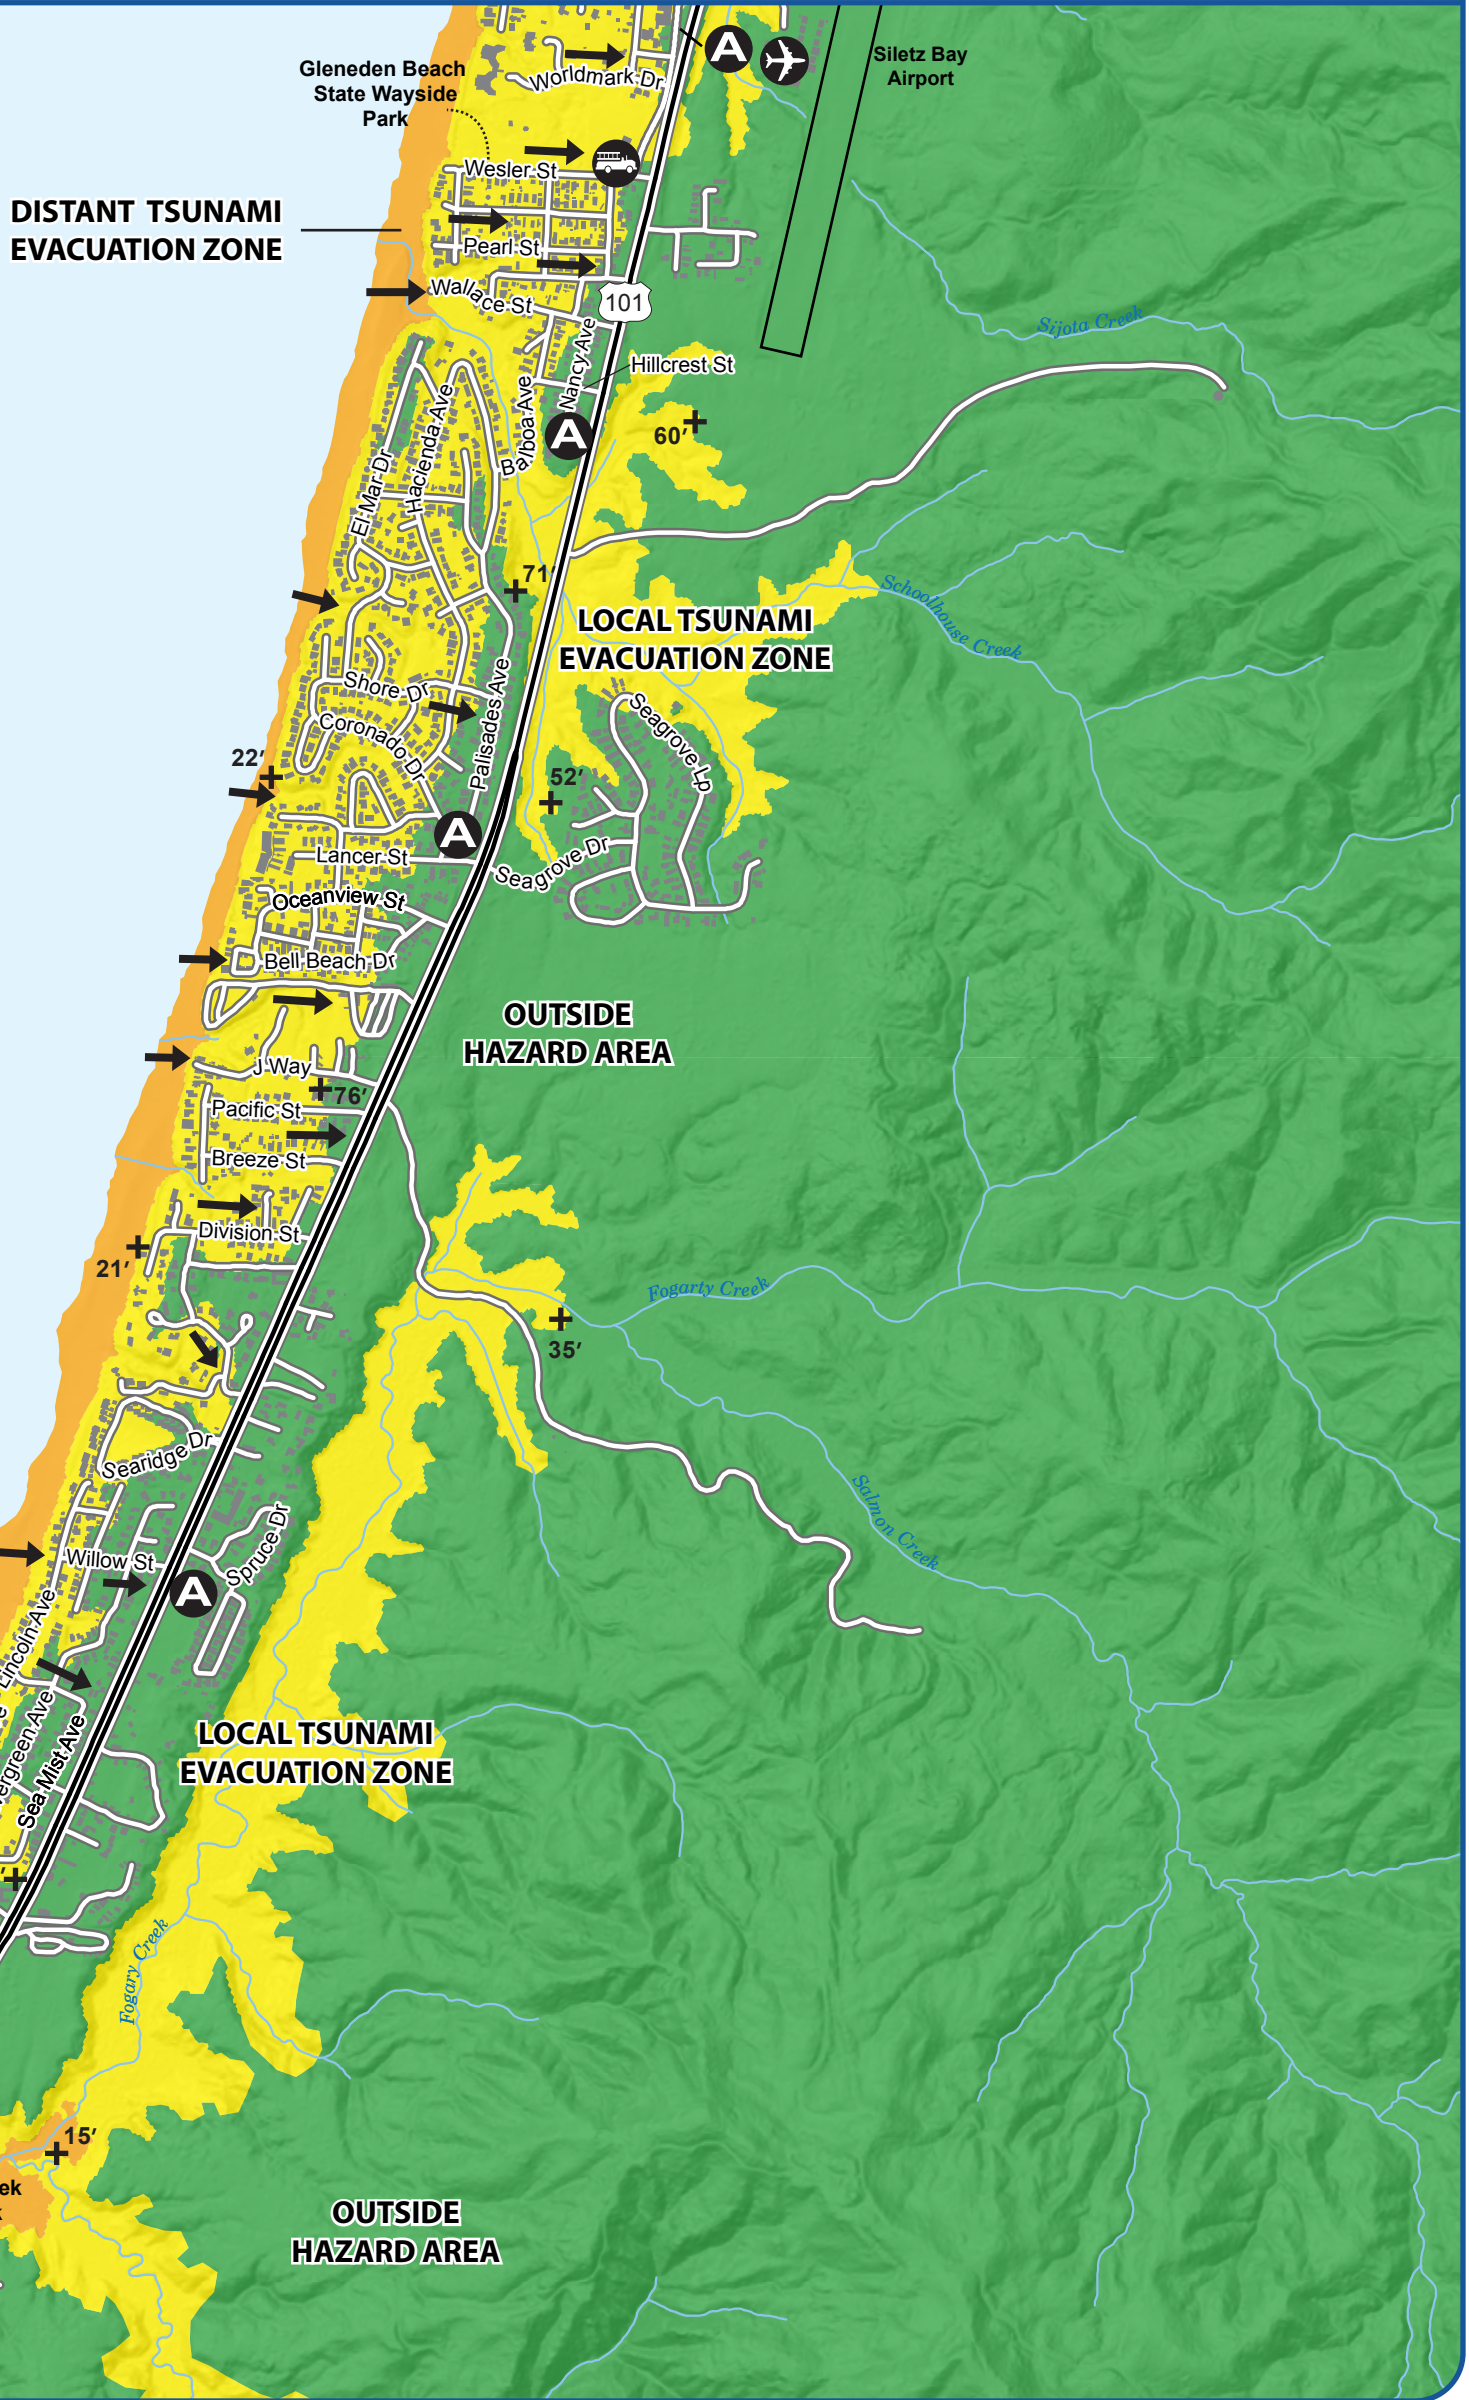 A
Siletz Bay
Airport
Gleneden Beach
State Wayside
Park
Worldmark Dr
Wesler St
DISTANT TSUNAMI
EVACUATION ZONE
Pearl St
Wallace St
101
Sijota Creek
Nancy Ave
Hillcrest St
Balboa Ave
Hacienda Ave
El Mar Dr
A
60'
71'
LOCAL TSUNAMI
EVACUATION ZONE
Schoolhouse Creek
Shore Dr
Palisades Ave
Seagrove Lp
Coronado Dr
22'
52'
A
Lancer St
Seagrove Dr
Oceanview St
Bell Beach Dr
OUTSIDE
HAZARD AREA
J Way
76'
Pacific St
Breeze St
Division St
21'
Fogarty Creek
35'
Searidge Dr
Salmon Creek
Spruce Dr
Willow St
A
Lincoln Ave
ergreen Ave
Sea Mist Ave
LOCAL TSUNAMI
EVACUATION ZONE
Fogary Creek
15'
ek
OUTSIDE
HAZARD AREA